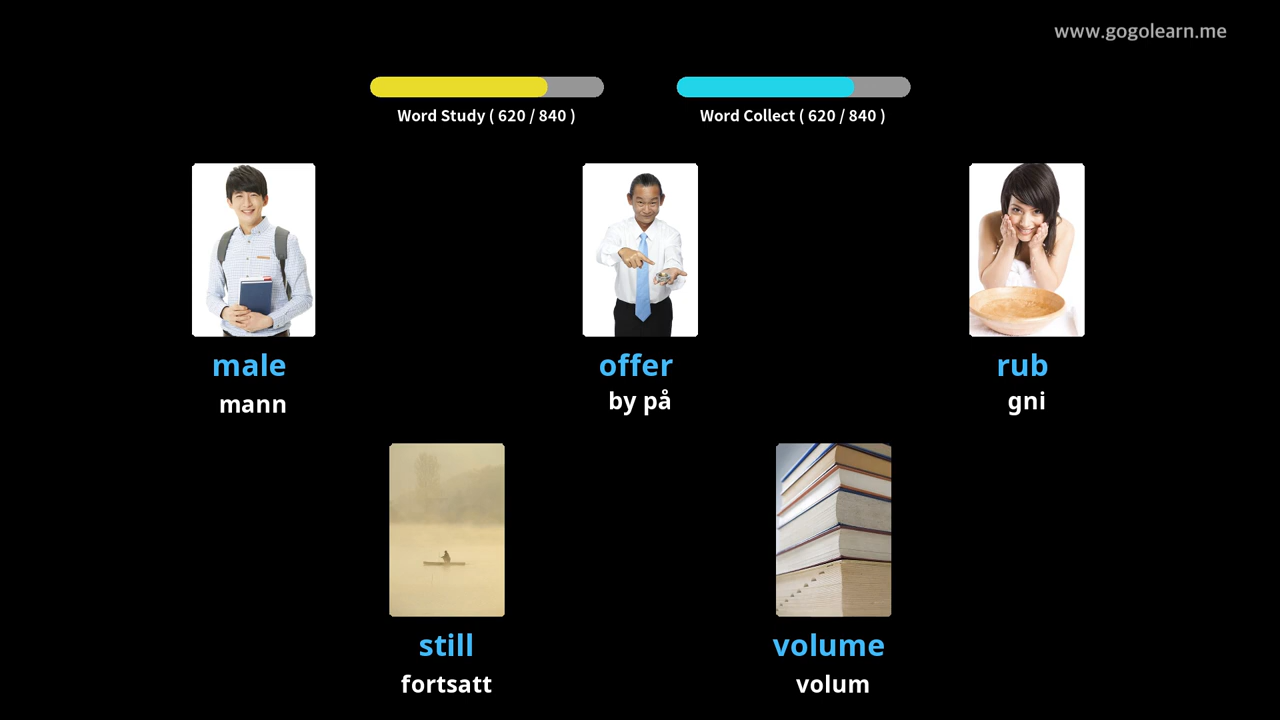 www.gogolearn.me
Word Study ( 620 / 840 )
Word Collect ( 620 / 840 )
male
mann
offer
by på
rub
gni
still
fortsatt
volume
volum